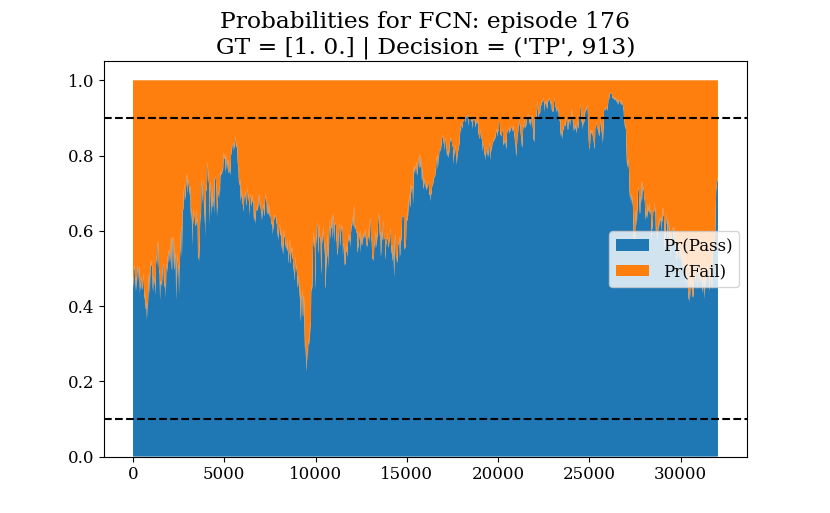 Probabilities for FCN: episode 176
GT = [1. 0.] | Decision = ('TP', 913)
1.0
0.8
0.6
0.4
0.2
0.0
Pr(Pass)
Pr(Fail)
0 5000 10000 15000 20000 25000 30000